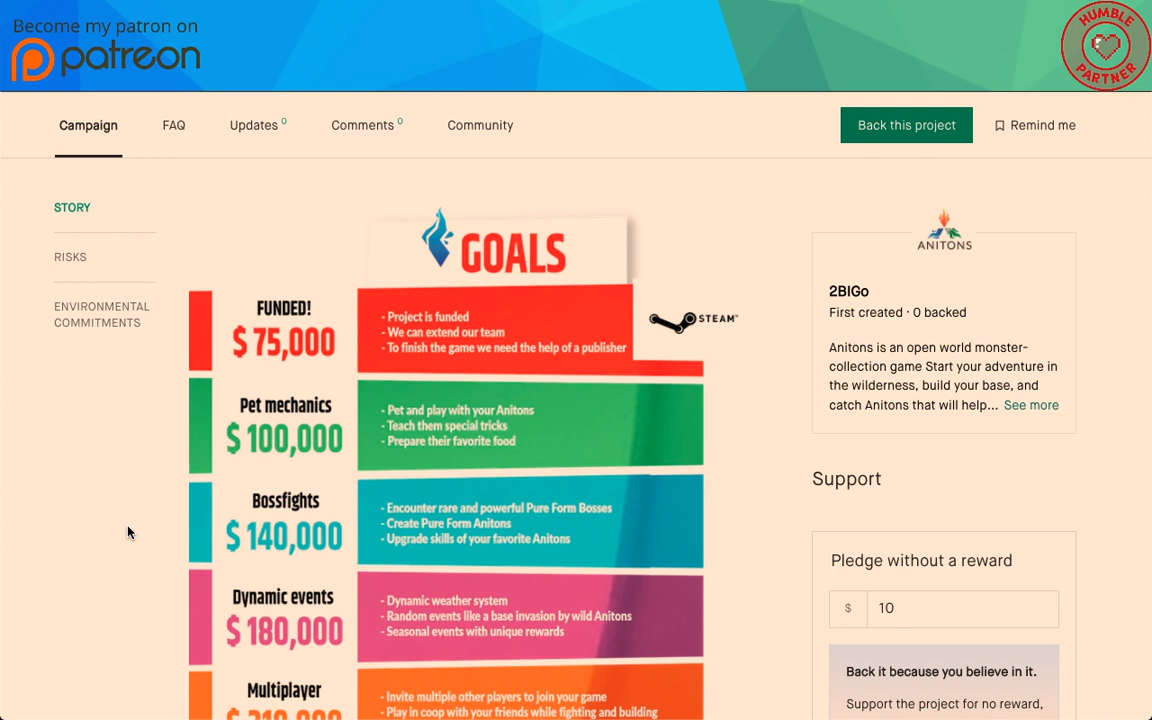 Become my patron on
patreon
HUMBLE
PARTNER
Campaign
FAQ
Updates 0
Comments 0
Community
Back this project
Remind me
STORY
RISKS
ENVIRONMENTAL
COMMITMENTS
GOALS
FUNDED!
$ 75,000
- Project is funded
- We can extend our team
- To finish the game we need the help of a publisher
STEAM™
Pet mechanics
$ 100,000
- Pet and play with your Anitons
- Teach them special tricks
- Prepare their favorite food
Bossfights
$ 140,000
- Encounter rare and powerful Pure Form Bosses
- Create Pure Form Anitons
- Upgrade skills of your favorite Anitons
Dynamic events
$ 180,000
- Dynamic weather system
- Random events like a base invasion by wild Anitons
- Seasonal events with unique rewards
Multiplayer
- Invite multiple other players to join your game
- Play in coop with your friends while fighting and building
ANITONS
2BIGo
First created · 0 backed
Anitons is an open world monster-
collection game Start your adventure in
the wilderness, build your base, and
catch Anitons that will help... See more
Support
Pledge without a reward
$ 10
Back it because you believe in it.
Support the project for no reward,